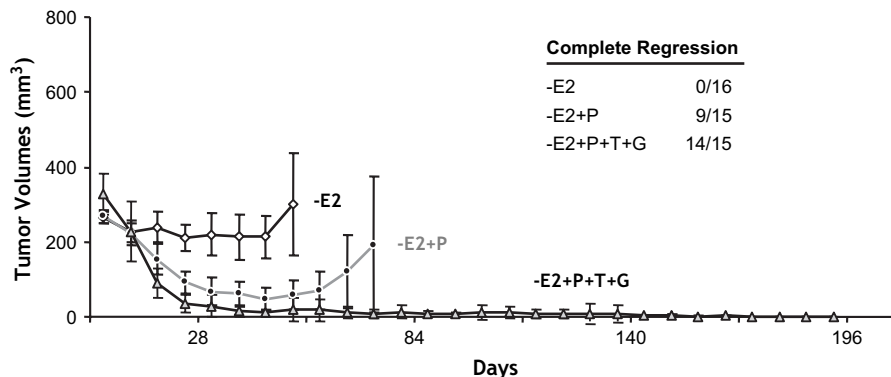 Tumor Volumes (mm³)
800
600
400
200
0
Complete Regression
-E2 0/16
-E2+P 9/15
-E2+P+T+G 14/15
-E2
-E2+P
-E2+P+T+G
28 84 140 196
Days